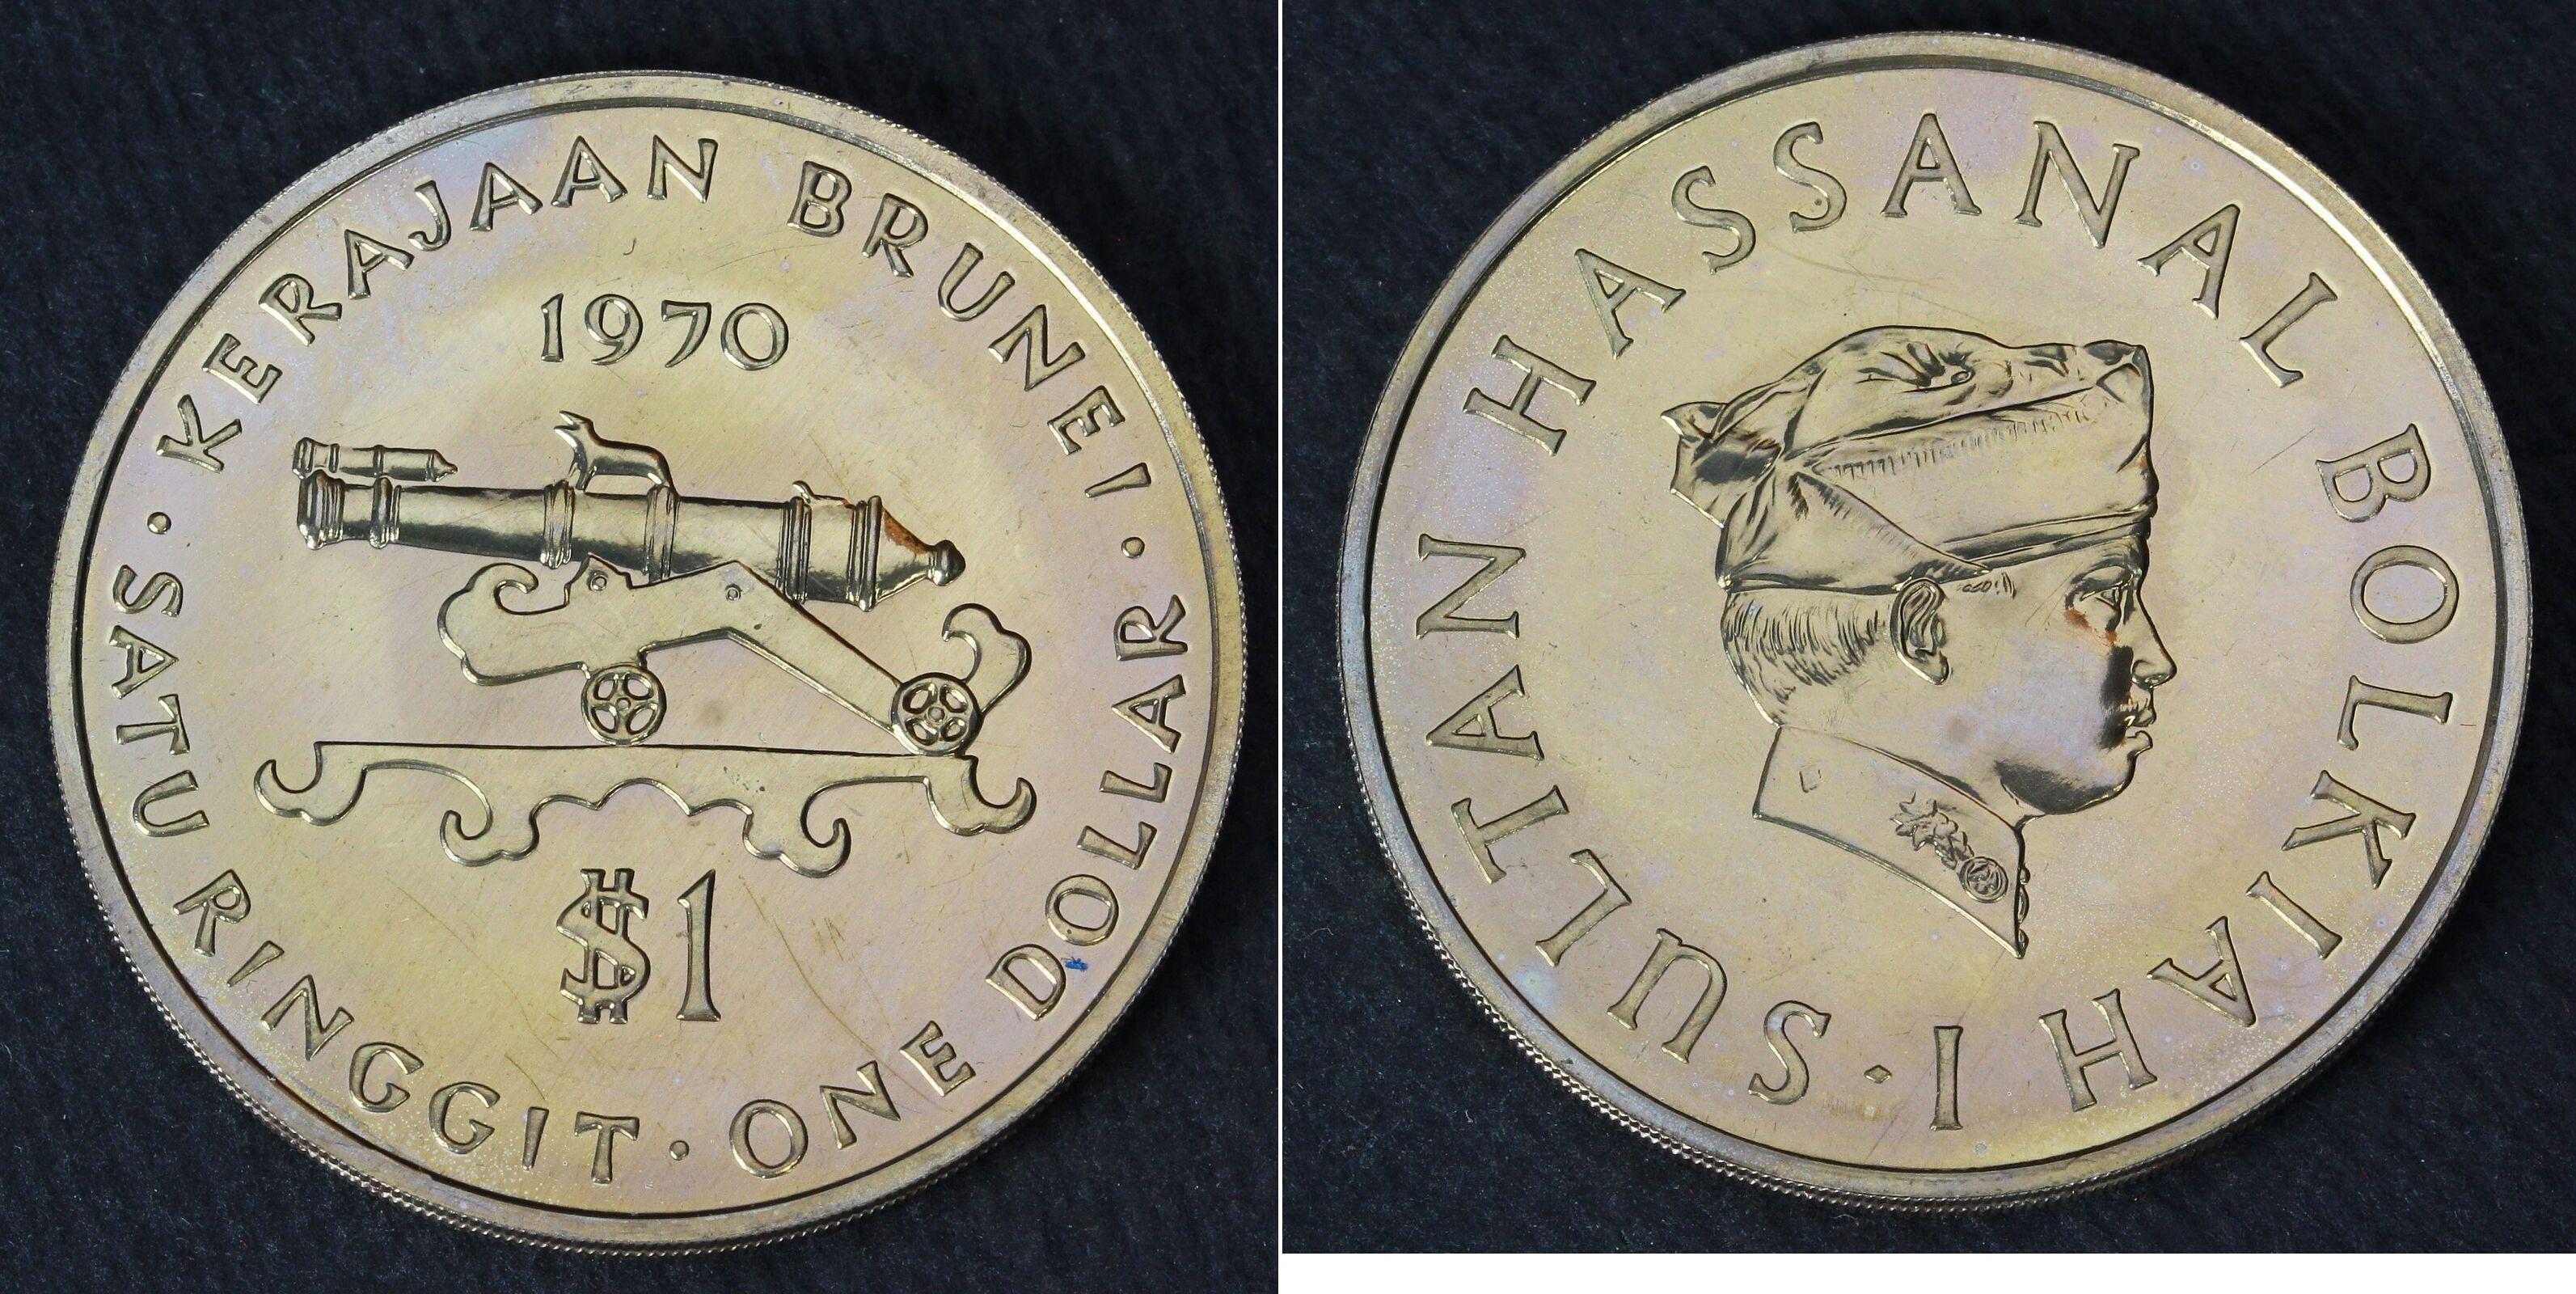 · KERAJAAN BRUNEI ·
1970
$1
SATU RINGGIT · ONE DOLLAR
SULTAN HASSANAL BOLKIAH I ·